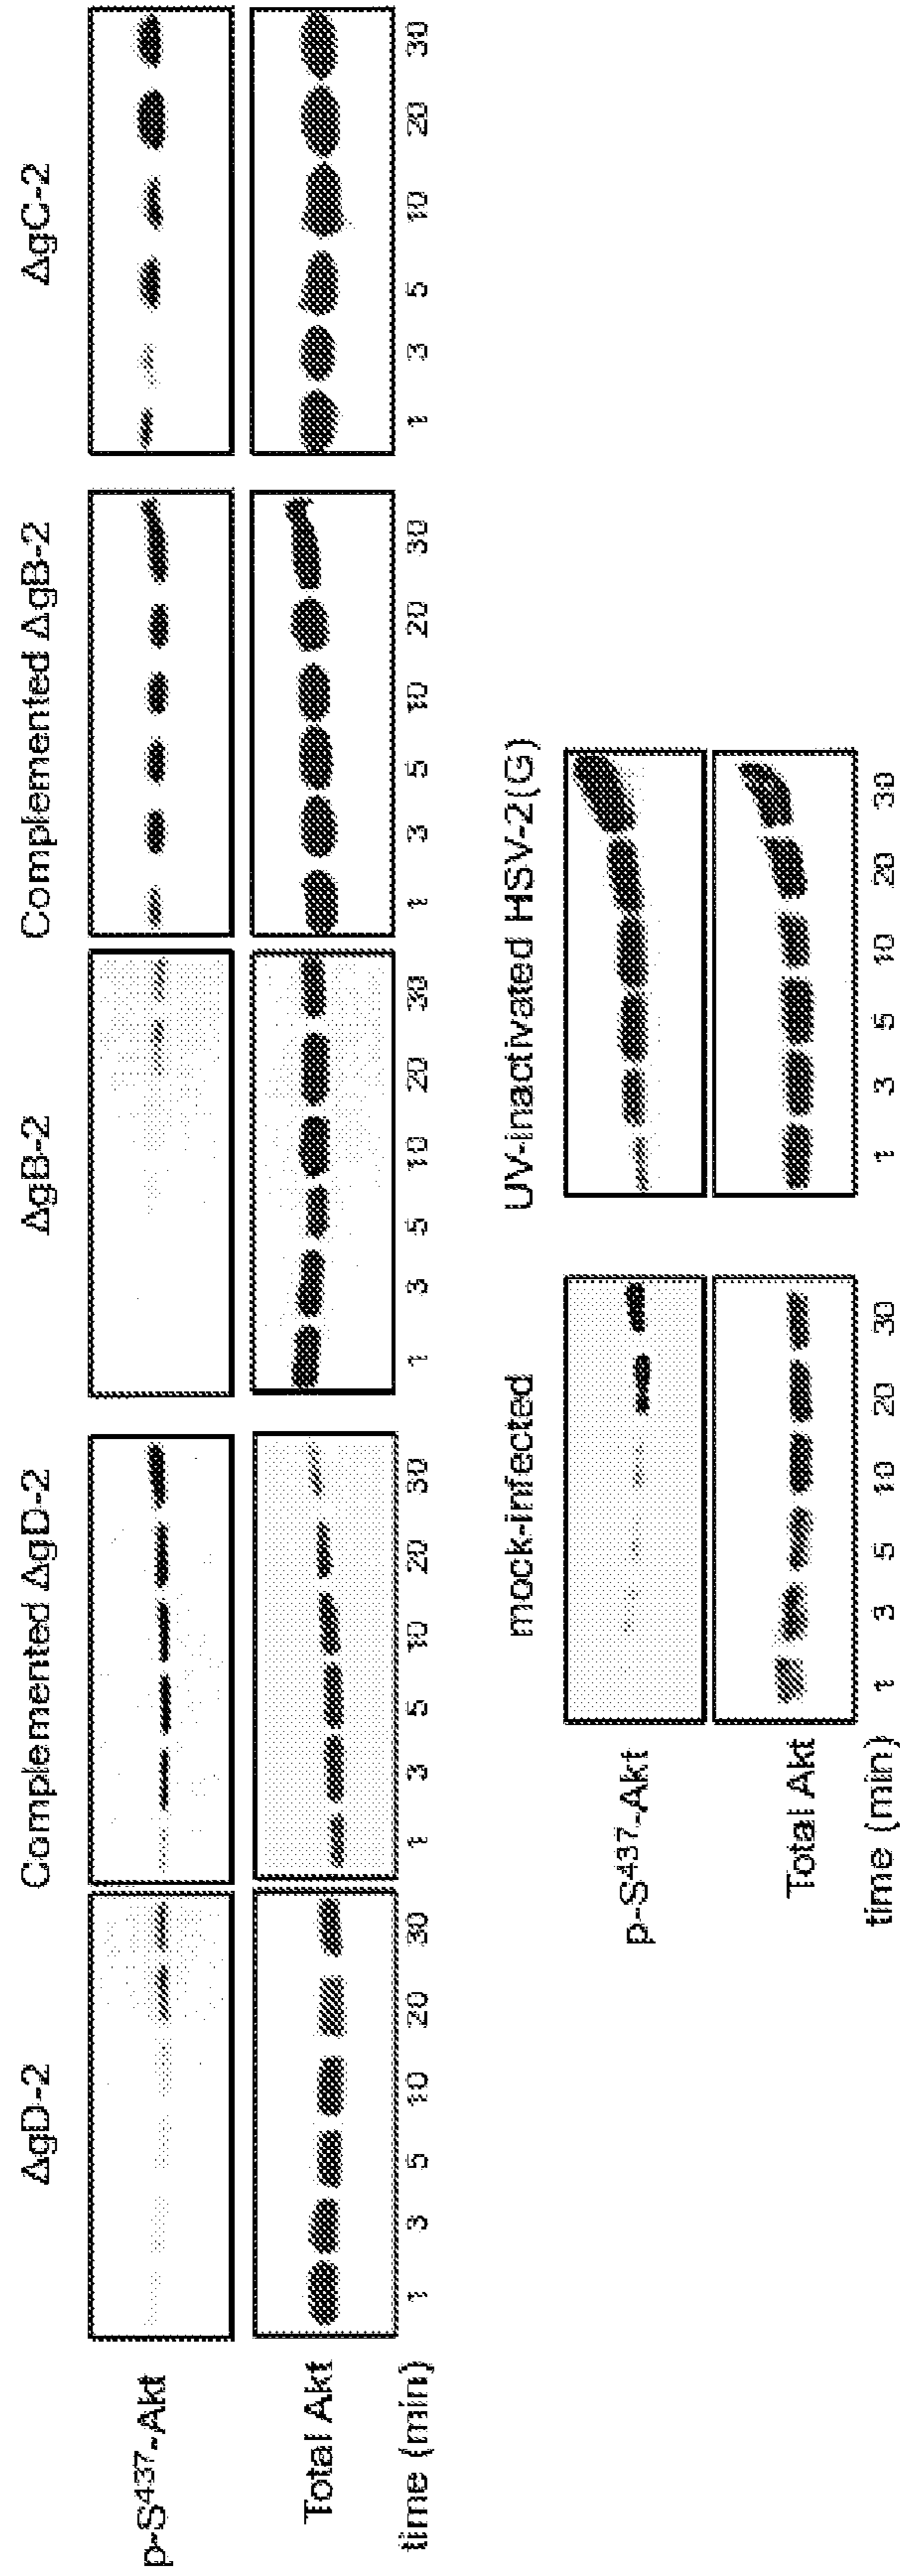 ΔgD-2 Complemented ΔgD-2 ΔgB-2 Complemented ΔgB-2 ΔgC-2
p-S⁴³⁷-Akt
Total Akt
time (min) 1 3 5 10 20 30 1 3 5 10 20 30 1 3 5 10 20 30 1 3 5 10 20 30 1 3 5 10 20 30
mock-infected UV-inactivated HSV-2(G)
p-S⁴³⁷-Akt
Total Akt
time (min) 1 3 5 10 20 30 1 3 5 10 20 30